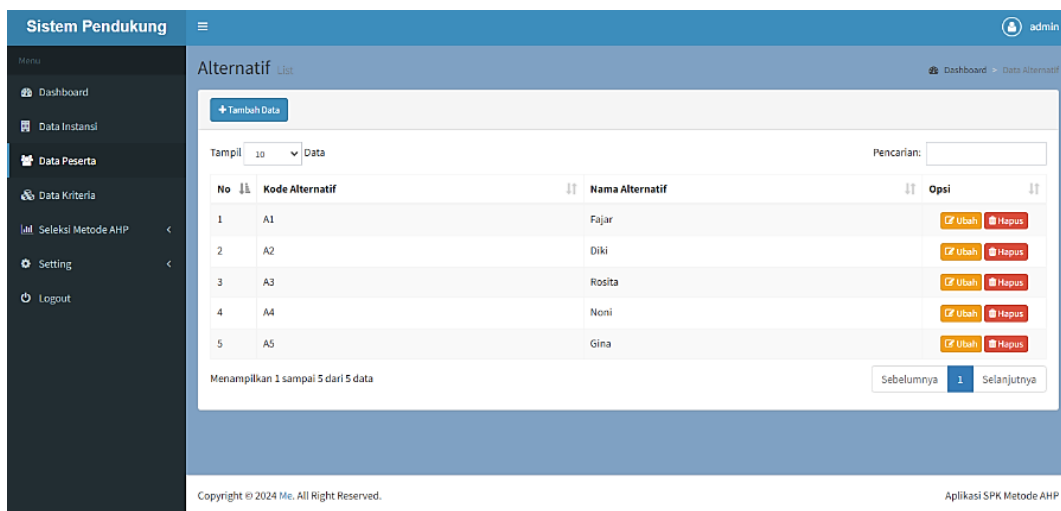 Sistem Pendukung
admin
Menu
Dashboard
Data Instansi
Data Peserta
Data Kriteria
Seleksi Metode AHP
Setting
Logout
Alternatif List
Dashboard > Data Alternatif
+Tambah Data
Tampil 10 Data
Pencarian:
No Kode Alternatif Nama Alternatif Opsi
1 A1 Fajar Ubah Hapus
2 A2 Diki Ubah Hapus
3 A3 Rosita Ubah Hapus
4 A4 Noni Ubah Hapus
5 A5 Gina Ubah Hapus
Menampilkan 1 sampai 5 dari 5 data
Sebelumnya 1 Selanjutnya
Copyright © 2024 Me. All Right Reserved.
Aplikasi SPK Metode AHP